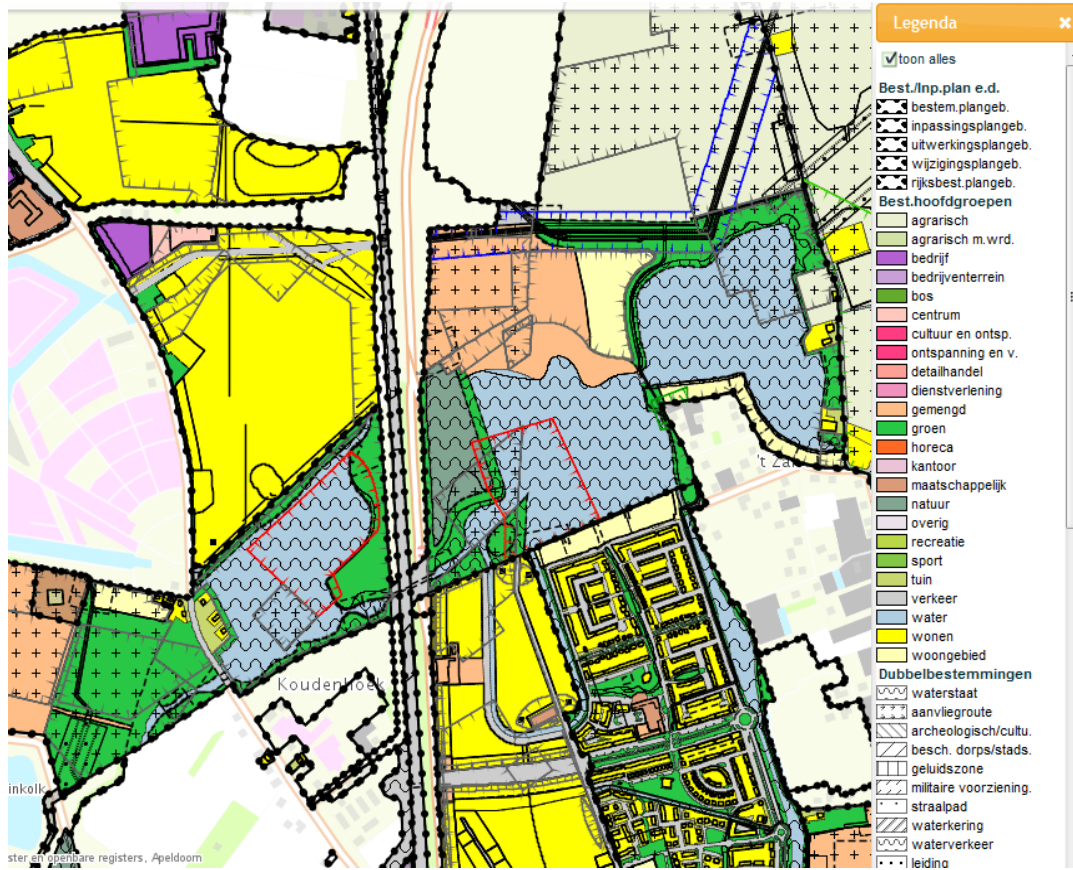 Legenda
toon alles
Best./Inp.plan e.d.
bestem.plangeb.
inpassingsplangeb.
uitwerkingsplangeb.
wijzigingsplangeb.
rijksbest.plangeb.
Best.hoofdgroepen
agrarisch
agrarisch m.wrd.
bedrijf
bedrijventerrein
bos
centrum
cultuur en ontsp.
ontspanning en v.
detailhandel
dienstverlening
gemengd
groen
horeca
kantoor
maatschappelijk
natuur
overig
recreatie
sport
tuin
verkeer
water
wonen
woongebied
Dubbelbestemmingen
waterstaat
aanvliegroute
archeologisch/cultu.
besch. dorps/stads.
geluidszone
militaire voorziening.
straalpad
waterkering
waterverkeer
leiding
't Za
Koudenhoek
inkolk
ster en openbare registers, Apeldoorn